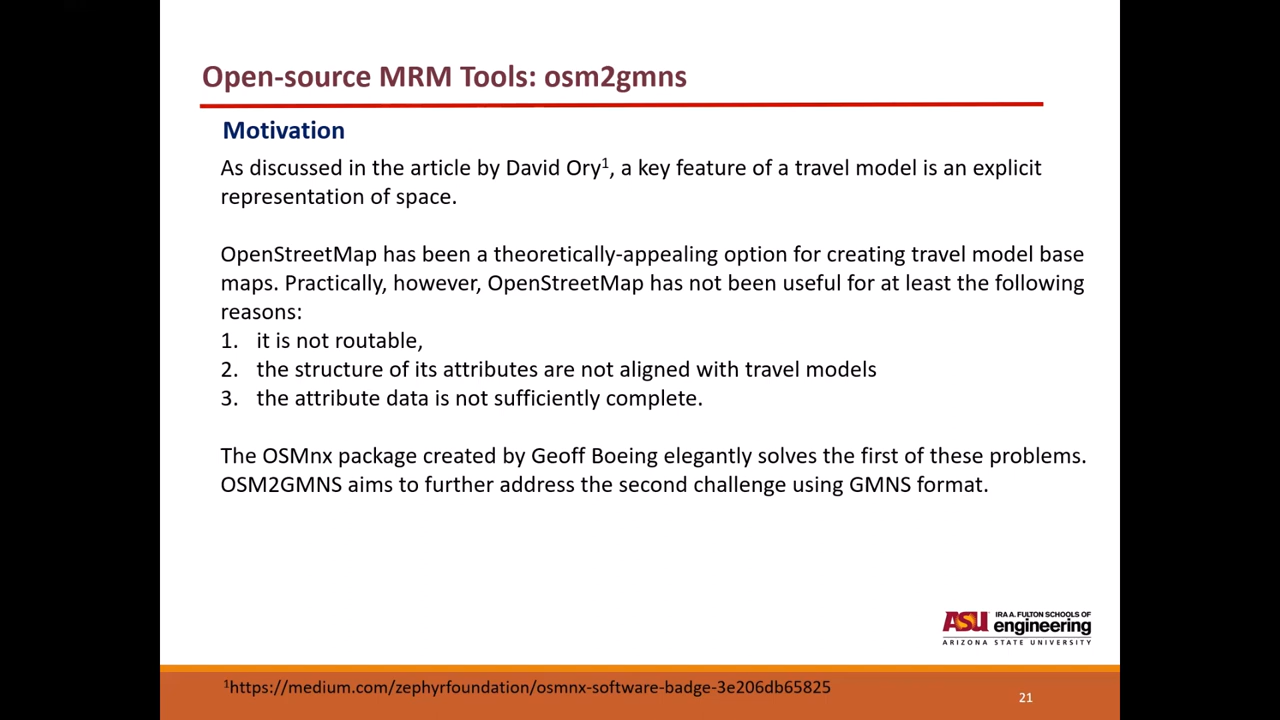 Open-source MRM Tools: osm2gmns
Motivation
As discussed in the article by David Ory¹, a key feature of a travel model is an explicit
representation of space.
OpenStreetMap has been a theoretically-appealing option for creating travel model base
maps. Practically, however, OpenStreetMap has not been useful for at least the following
reasons:
1. it is not routable,
2. the structure of its attributes are not aligned with travel models
3. the attribute data is not sufficiently complete.
The OSMnx package created by Geoff Boeing elegantly solves the first of these problems.
OSM2GMNS aims to further address the second challenge using GMNS format.
ASU IRA A. FULTON SCHOOLS OF
engineering
ARIZONA STATE UNIVERSITY
¹https://medium.com/zephyrfoundation/osmnx-software-badge-3e206db65825
21